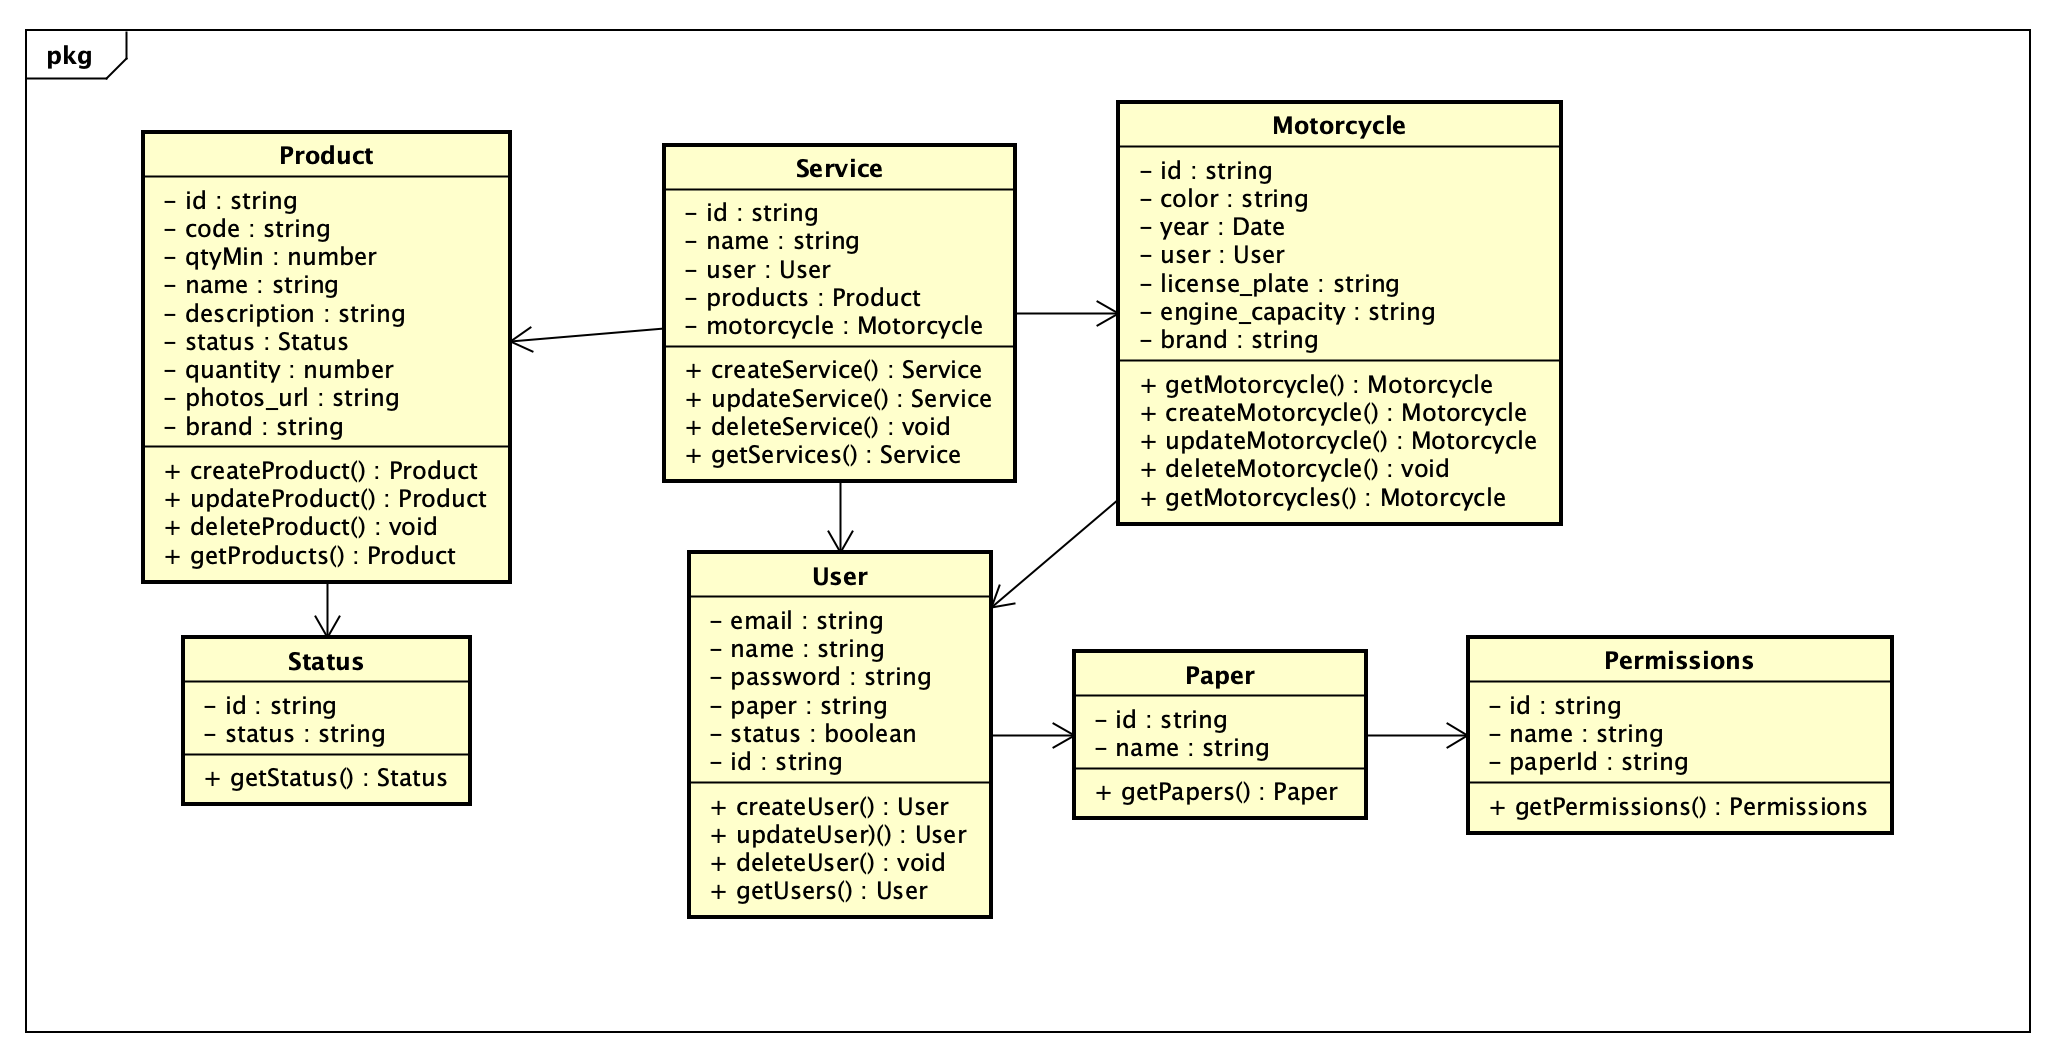 pkg
Product
- id : string
- code : string
- qtyMin : number
- name : string
- description : string
- status : Status
- quantity : number
- photos_url : string
- brand : string
+ createProduct() : Product
+ updateProduct() : Product
+ deleteProduct() : void
+ getProducts() : Product
Service
- id : string
- name : string
- user : User
- products : Product
- motorcycle : Motorcycle
+ createService() : Service
+ updateService() : Service
+ deleteService() : void
+ getServices() : Service
Motorcycle
- id : string
- color : string
- year : Date
- user : User
- license_plate : string
- engine_capacity : string
- brand : string
+ getMotorcycle() : Motorcycle
+ createMotorcycle() : Motorcycle
+ updateMotorcycle() : Motorcycle
+ deleteMotorcycle() : void
+ getMotorcycles() : Motorcycle
Status
- id : string
- status : string
+ getStatus() : Status
User
- email : string
- name : string
- password : string
- paper : string
- status : boolean
- id : string
+ createUser() : User
+ updateUser)() : User
+ deleteUser() : void
+ getUsers() : User
Paper
- id : string
- name : string
+ getPapers() : Paper
Permissions
- id : string
- name : string
- paperId : string
+ getPermissions() : Permissions